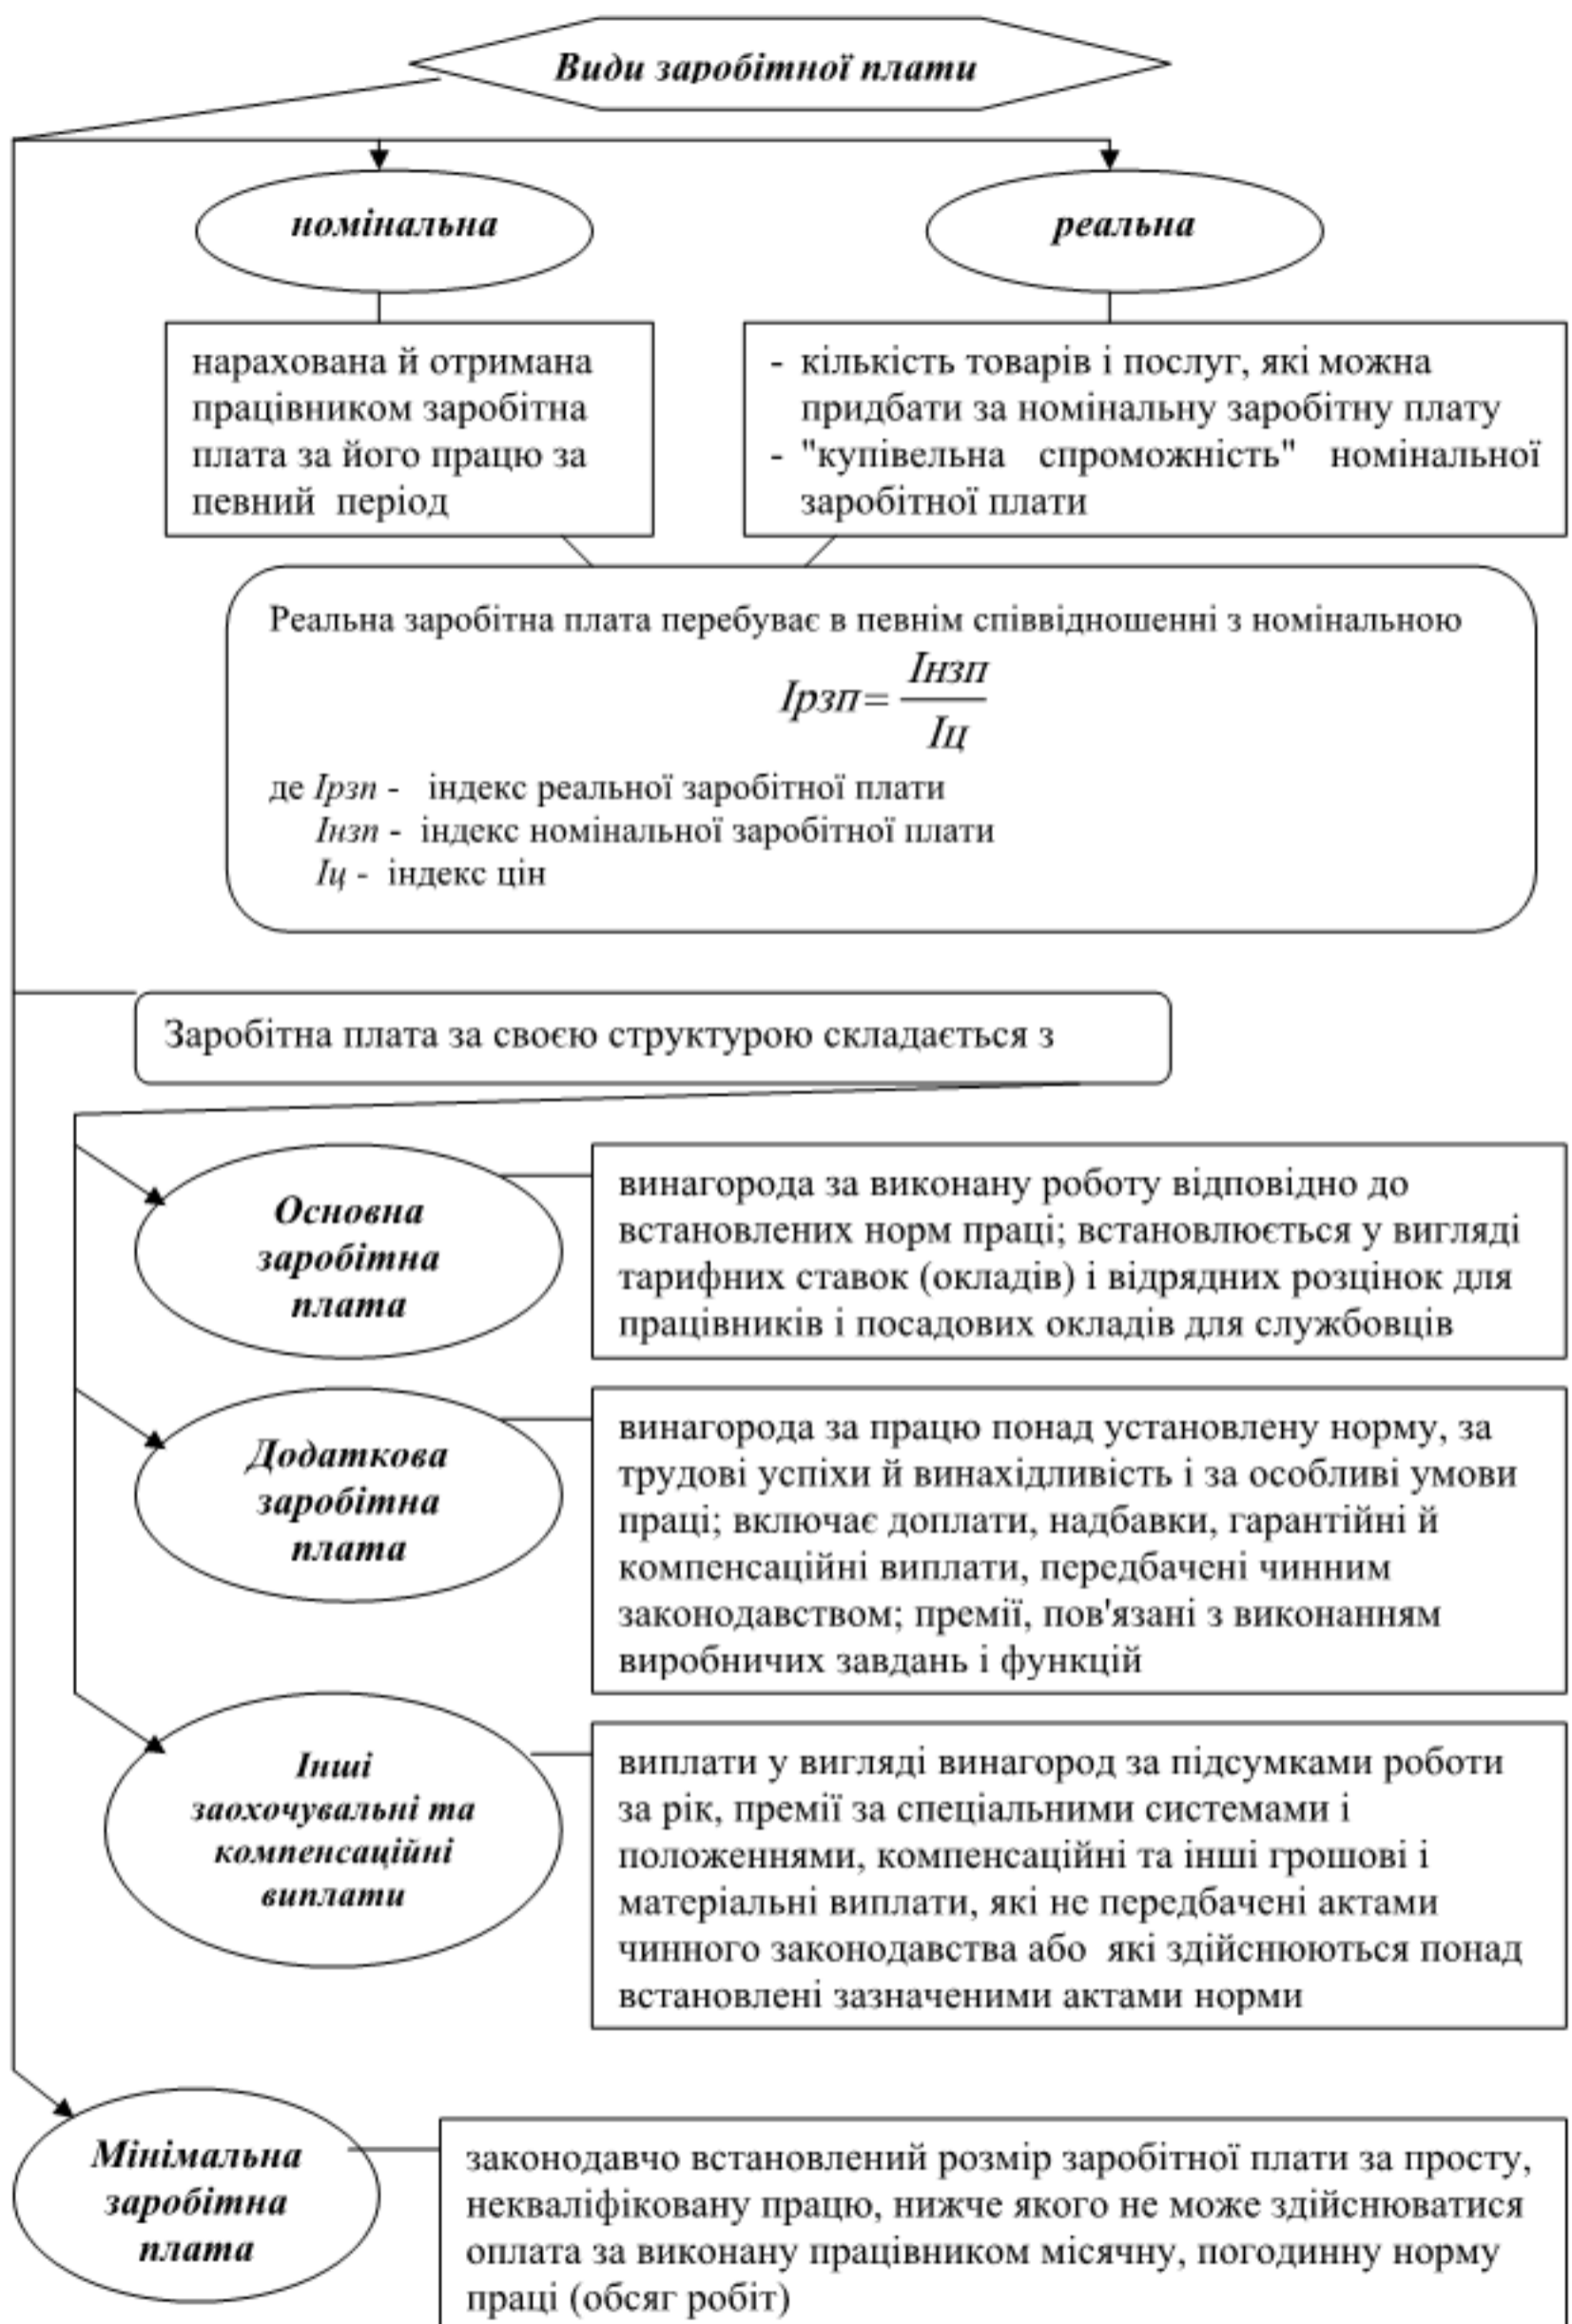 Види заробітної плати
номінальна
реальна
нарахована й отримана
працівником заробітна
плата за його працю за
певний період
- кількість товарів і послуг, які можна
придбати за номінальну заробітну плату
- "купівельна спроможність" номінальної
заробітної плати
Реальна заробітна плата перебуває в певнім співвідношенні з номінальною
Ірзп= Інзп
Іц
де Ірзп - індекс реальної заробітної плати
Інзп - індекс номінальної заробітної плати
Іц - індекс цін
Заробітна плата за своєю структурою складається з
Основна
заробітна
плата
винагорода за виконану роботу відповідно до
встановлених норм праці; встановлюється у вигляді
тарифних ставок (окладів) і відрядних розцінок для
працівників і посадових окладів для службовців
Додаткова
заробітна
плата
винагорода за працю понад установлену норму, за
трудові успіхи й винахідливість і за особливі умови
праці; включає доплати, надбавки, гарантійні й
компенсаційні виплати, передбачені чинним
законодавством; премії, пов'язані з виконанням
виробничих завдань і функцій
Інші
заохочувальні та
компенсаційні
виплати
виплати у вигляді винагород за підсумками роботи
за рік, премії за спеціальними системами і
положеннями, компенсаційні та інші грошові і
матеріальні виплати, які не передбачені актами
чинного законодавства або які здійснюються понад
встановлені зазначеними актами норми
Мінімальна
заробітна
плата
законодавчо встановлений розмір заробітної плати за просту,
некваліфіковану працю, нижче якого не може здійснюватися
оплата за виконану працівником місячну, погодинну норму
праці (обсяг робіт)